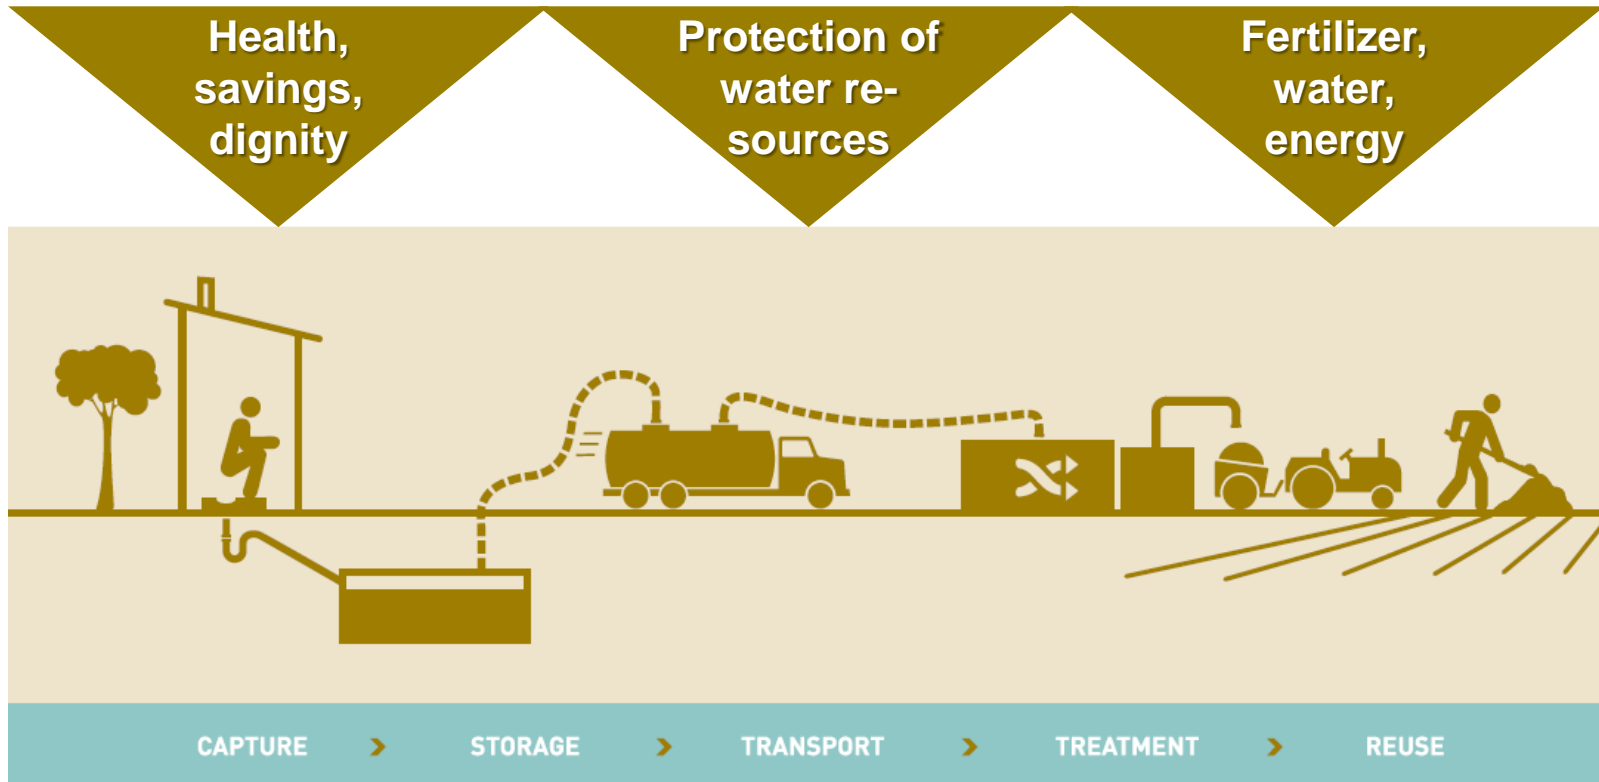 Health,
savings,
dignity
Protection of
water re-
sources
Fertilizer,
water,
energy
CAPTURE > STORAGE > TRANSPORT > TREATMENT > REUSE